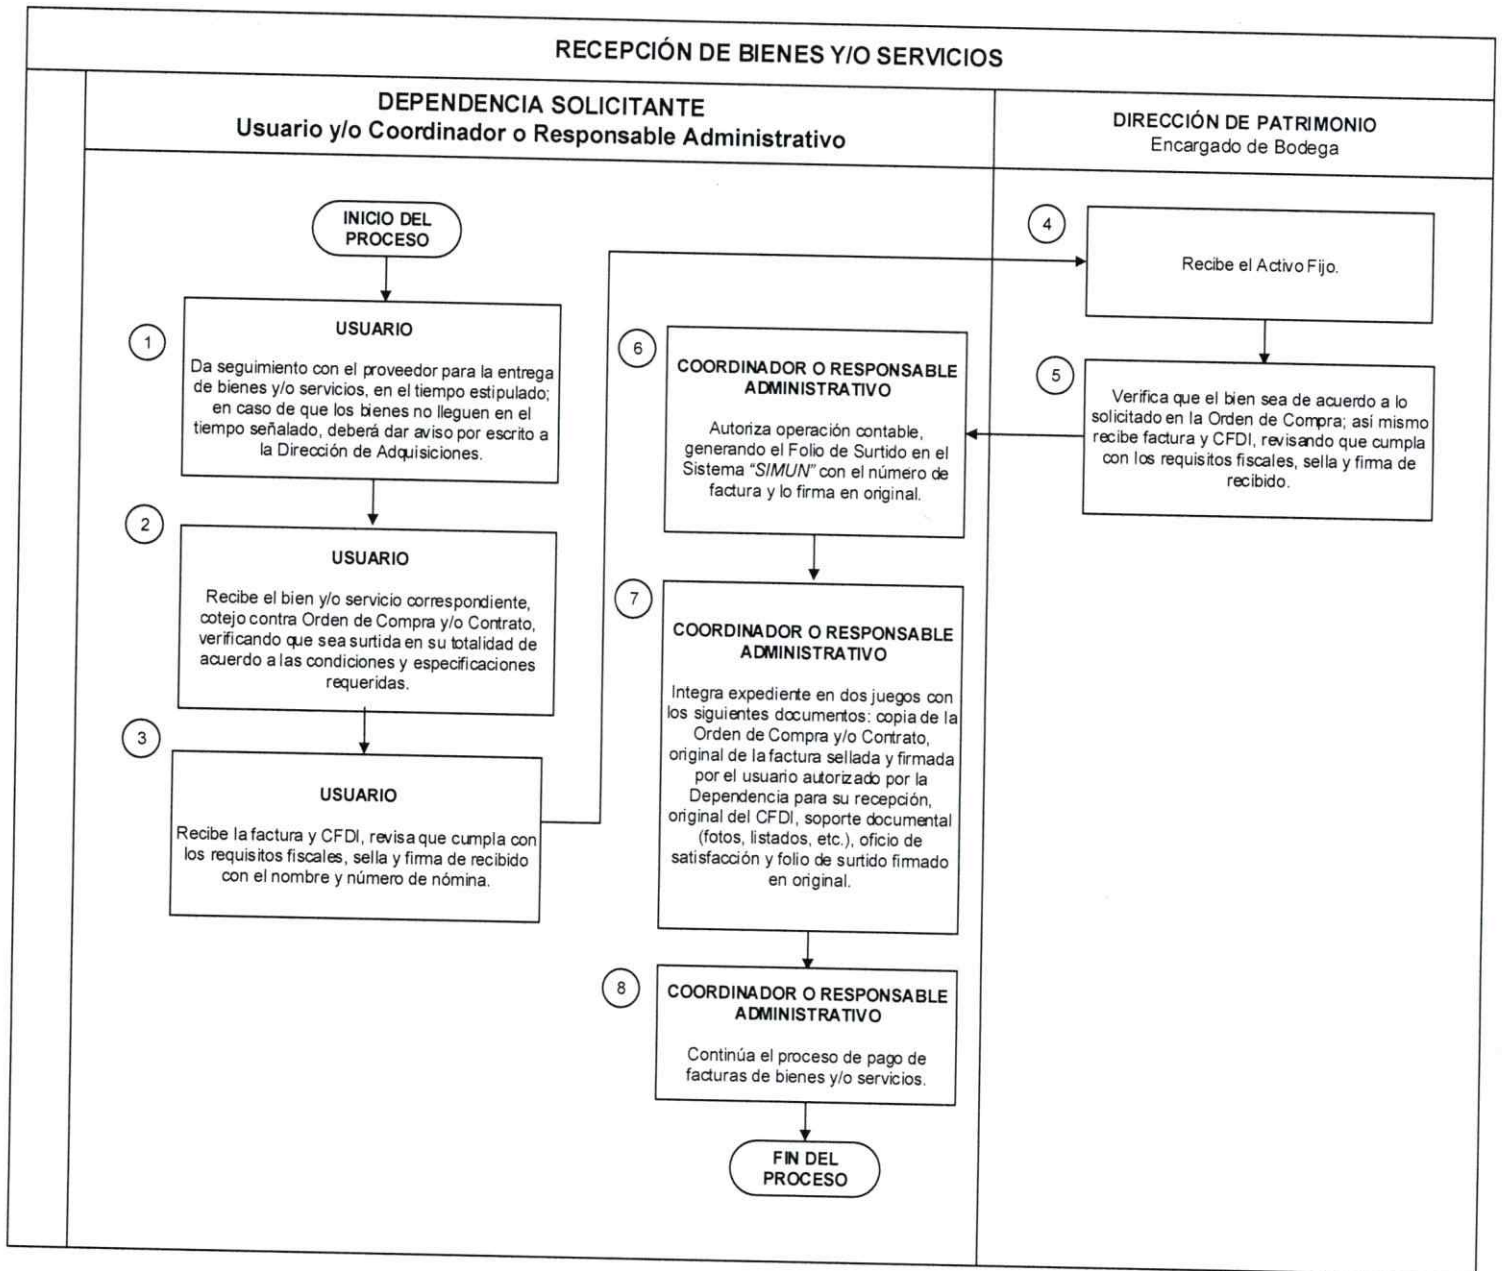 RECEPCIÓN DE BIENES Y/O SERVICIOS
DEPENDENCIA SOLICITANTE
Usuario y/o Coordinador o Responsable Administrativo
DIRECCIÓN DE PATRIMONIO
Encargado de Bodega
INICIO DEL
PROCESO
1
USUARIO
Da seguimiento con el proveedor para la entrega
de bienes y/o servicios, en el tiempo estipulado;
en caso de que los bienes no lleguen en el
tiempo señalado, deberá dar aviso por escrito a
la Dirección de Adquisiciones.
2
USUARIO
Recibe el bien y/o servicio correspondiente,
cotejo contra Orden de Compra y/o Contrato,
verificando que sea surtida en su totalidad de
acuerdo a las condiciones y especificaciones
requeridas.
3
USUARIO
Recibe la factura y CFDI, revisa que cumpla con
los requisitos fiscales, sella y firma de recibido
con el nombre y número de nómina.
4
Recibe el Activo Fijo.
5
Verifica que el bien sea de acuerdo a lo
solicitado en la Orden de Compra; así mismo
recibe factura y CFDI, revisando que cumpla
con los requisitos fiscales, sella y firma de
recibido.
6
COORDINADOR O RESPONSABLE
ADMINISTRATIVO
Autoriza operación contable,
generando el Folio de Surtido en el
Sistema "SIMUN" con el número de
factura y lo firma en original.
7
COORDINADOR O RESPONSABLE
ADMINISTRATIVO
Integra expediente en dos juegos con
los siguientes documentos: copia de la
Orden de Compra y/o Contrato,
original de la factura sellada y firmada
por el usuario autorizado por la
Dependencia para su recepción,
original del CFDI, soporte documental
(fotos, listados, etc.), oficio de
satisfacción y folio de surtido firmado
en original.
8
COORDINADOR O RESPONSABLE
ADMINISTRATIVO
Continúa el proceso de pago de
facturas de bienes y/o servicios.
FIN DEL
PROCESO